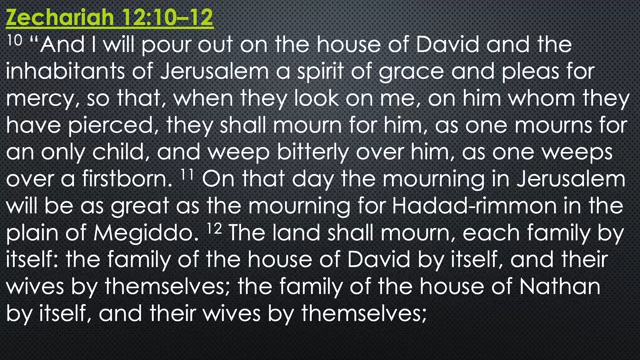 Zechariah 12:10–12
10 “And I will pour out on the house of David and the
inhabitants of Jerusalem a spirit of grace and pleas for
mercy, so that, when they look on me, on him whom they
have pierced, they shall mourn for him, as one mourns for
an only child, and weep bitterly over him, as one weeps
over a firstborn. 11 On that day the mourning in Jerusalem
will be as great as the mourning for Hadad-rimmon in the
plain of Megiddo. 12 The land shall mourn, each family by
itself: the family of the house of David by itself, and their
wives by themselves; the family of the house of Nathan
by itself, and their wives by themselves;